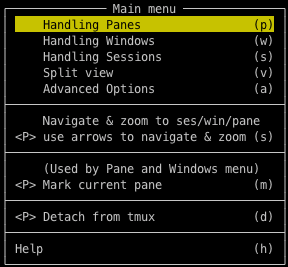 Main menu
Handling Panes (p)
Handling Windows (w)
Handling Sessions (s)
Split view (v)
Advanced Options (a)
Navigate & zoom to ses/win/pane
<P> use arrows to navigate & zoom (s)
(Used by Pane and Windows menu)
<P> Mark current pane (m)
<P> Detach from tmux (d)
Help (h)